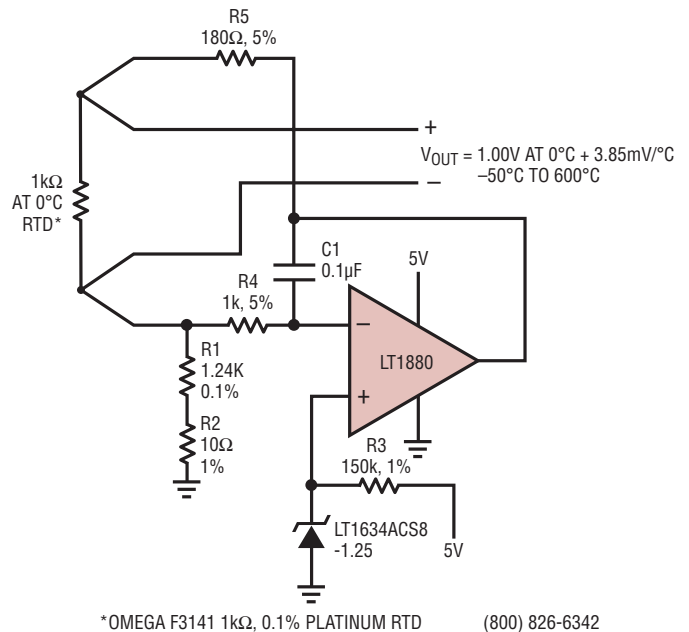 R5
180Ω, 5%
+
VOUT = 1.00V AT 0°C + 3.85mV/°C
–50°C TO 600°C
–
1kΩ
AT 0°C
RTD*
C1
0.1µF
5V
R4
1k, 5%
–
LT1880
+
R1
1.24K
0.1%
R2
10Ω
1%
R3
150k, 1%
LT1634ACS8
-1.25
5V
*OMEGA F3141 1kΩ, 0.1% PLATINUM RTD (800) 826-6342